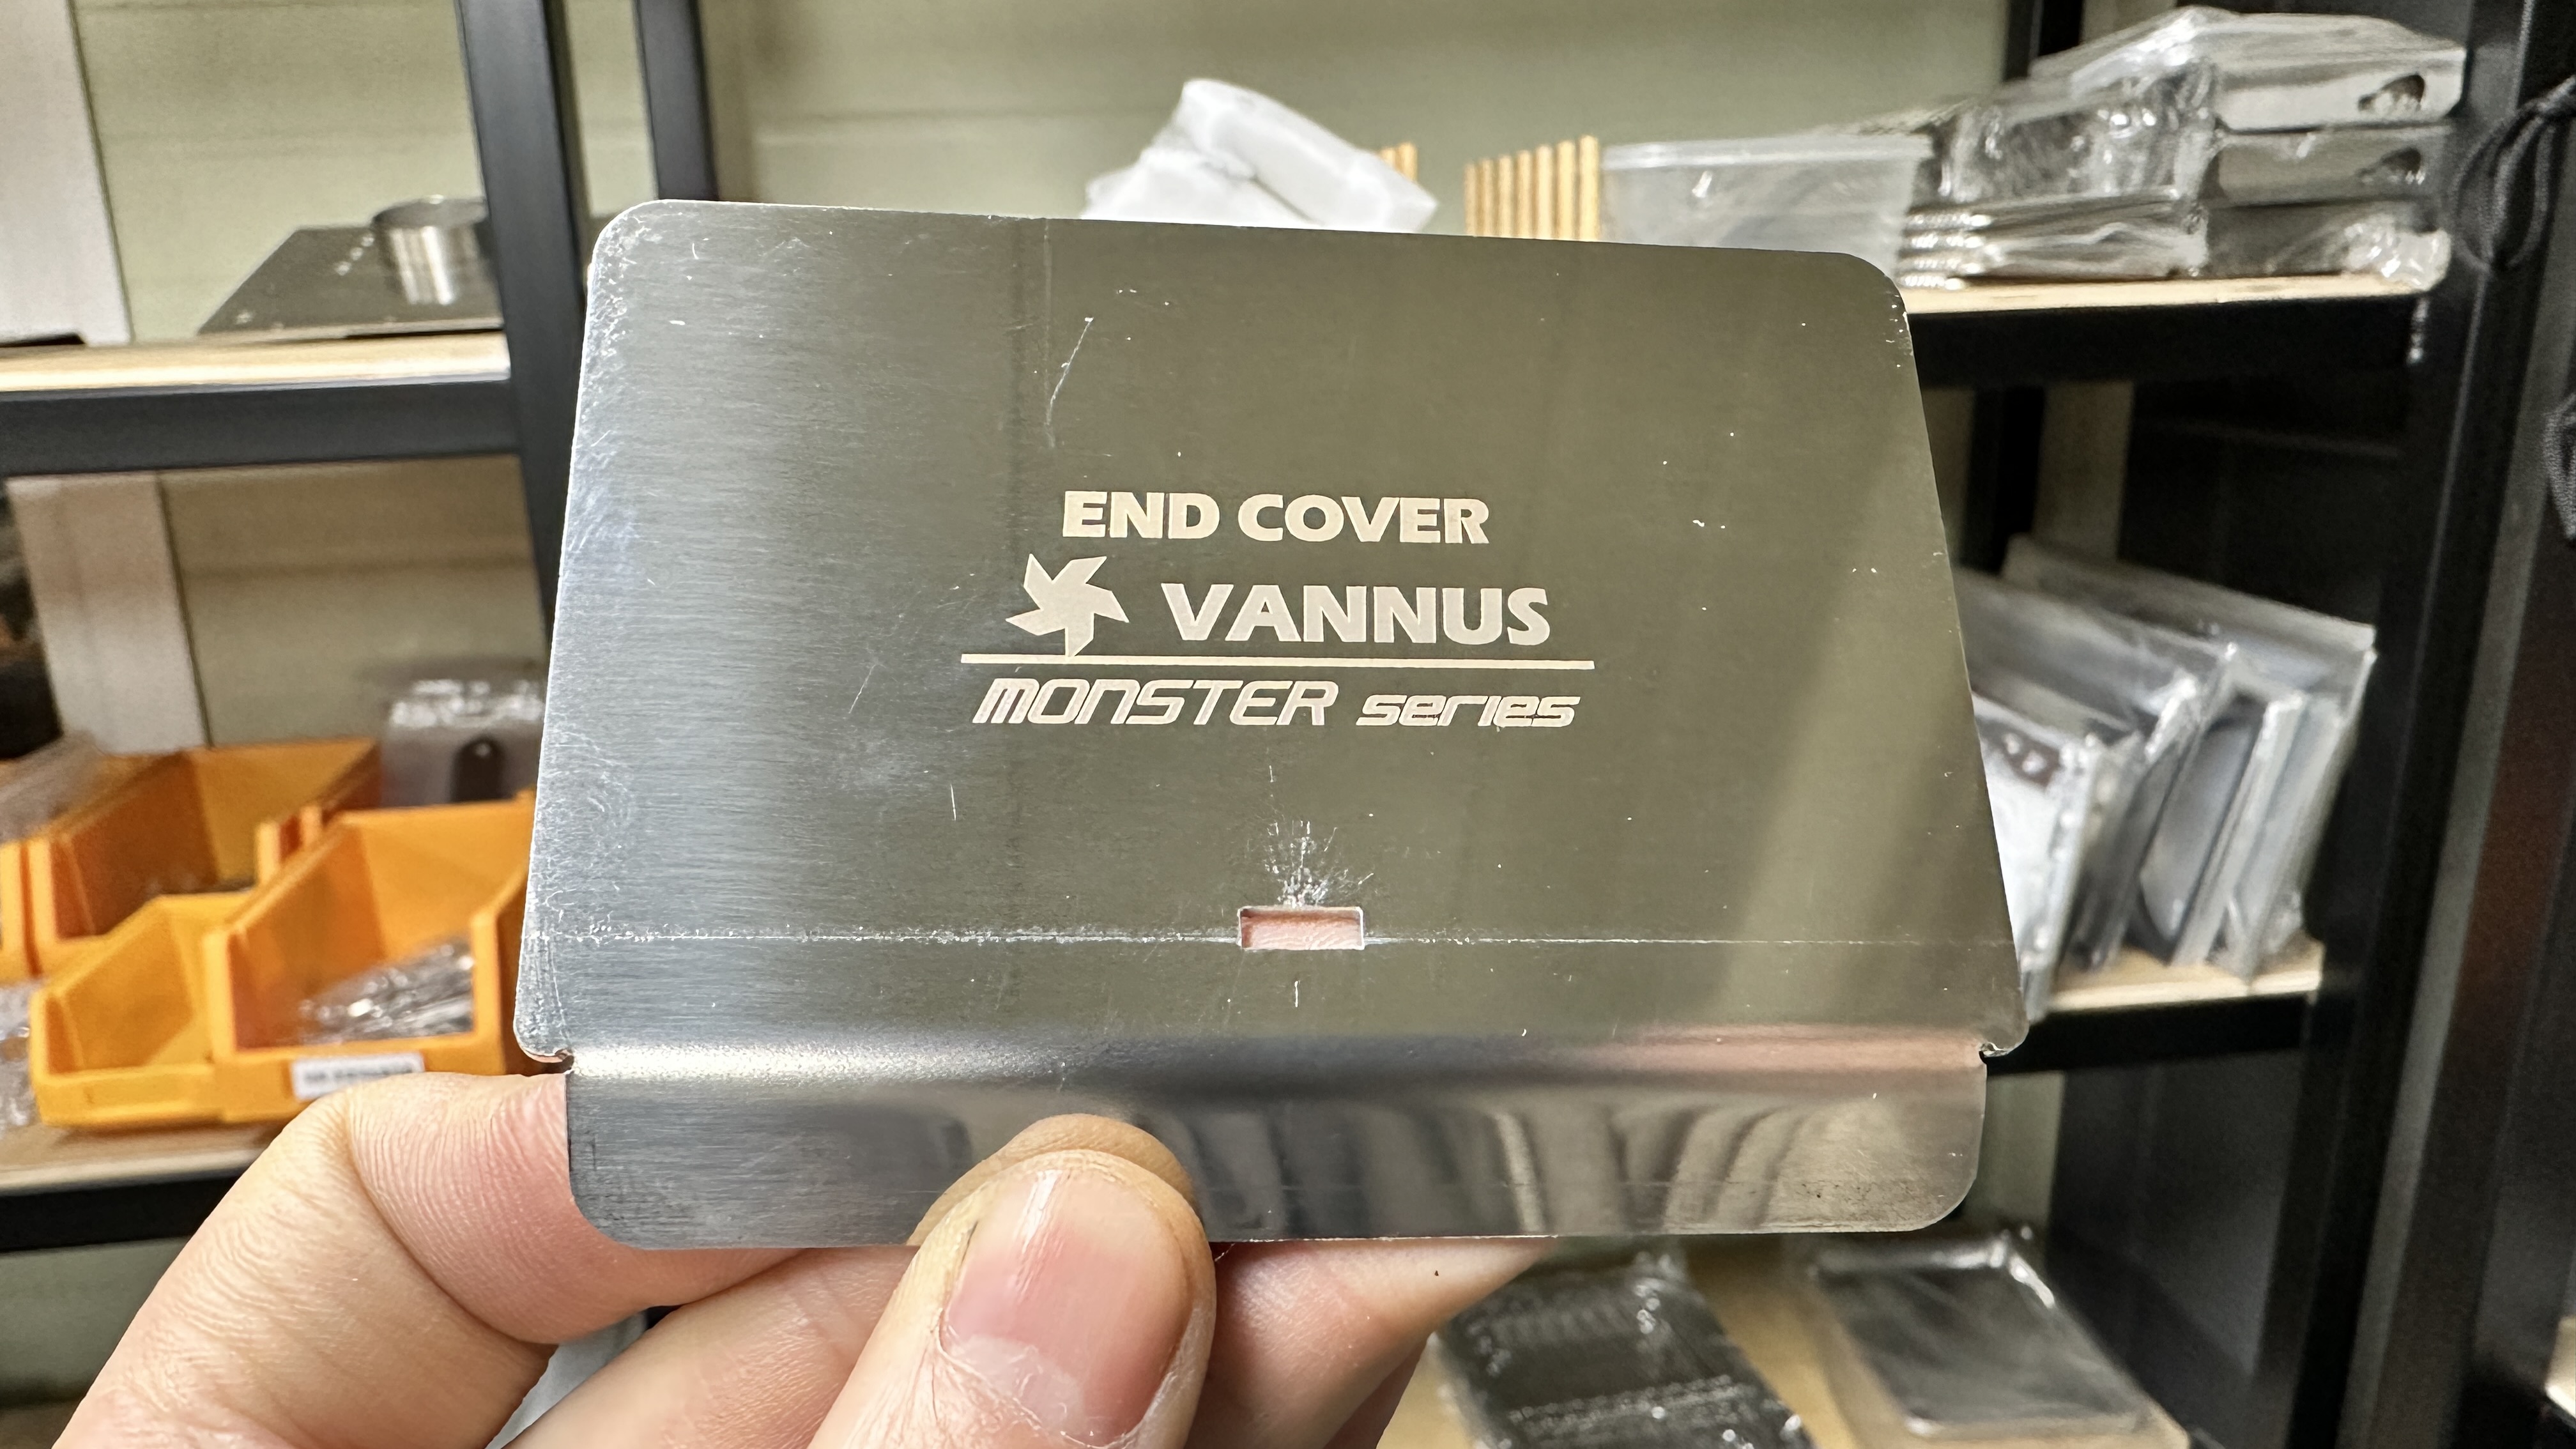 END COVER
VANNUS
MONSTER series